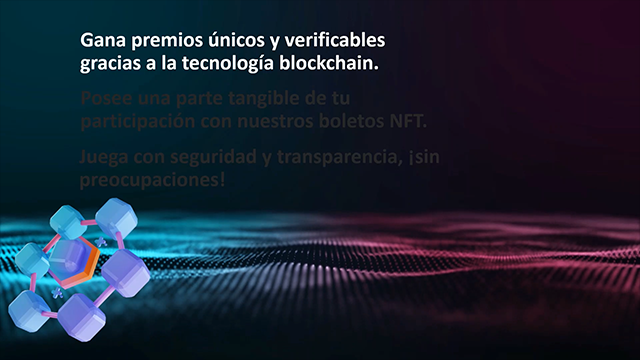 Gana premios únicos y verificables
gracias a la tecnología blockchain.
Posee una parte tangible de tu
participación con nuestros boletos NFT.
Juega con seguridad y transparencia, ¡sin
preocupaciones!